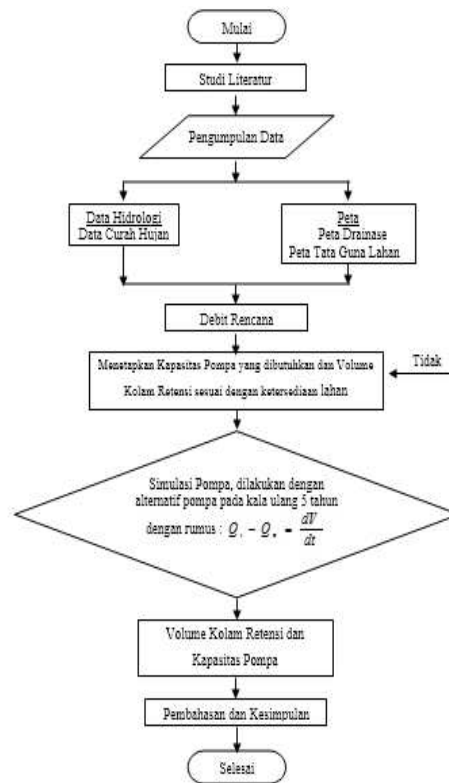 Mulai
Studi Literatur
Pengumpulan Data
Data Hidrologi
Data Curah Hujan
Peta
Peta Drainase
Peta Tata Guna Lahan
Debit Rencana
Menetapkan Kapasitas Pompa yang dibutuhkan dan Volume
Kolam Retensi sesuai dengan ketersediaan lahan
Tidak
Simulasi Pompa, dilakukan dengan
alternatif pompa pada kala ulang 5 tahun
dengan rumus : Q - Q = dV/dt
Volume Kolam Retensi dan
Kapasitas Pompa
Pembahasan dan Kesimpulan
Selesai